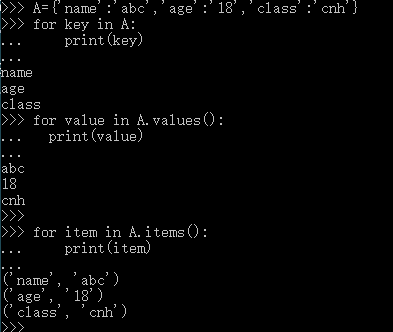 >>> A={'name':'abc','age':'18','class':'cnh'}
>>> for key in A:
...     print(key)
...
name
age
class
>>> for value in A.values():
...   print(value)
...
abc
18
cnh
>>>
>>> for item in A.items():
...     print(item)
...
('name', 'abc')
('age', '18')
('class', 'cnh')
>>>